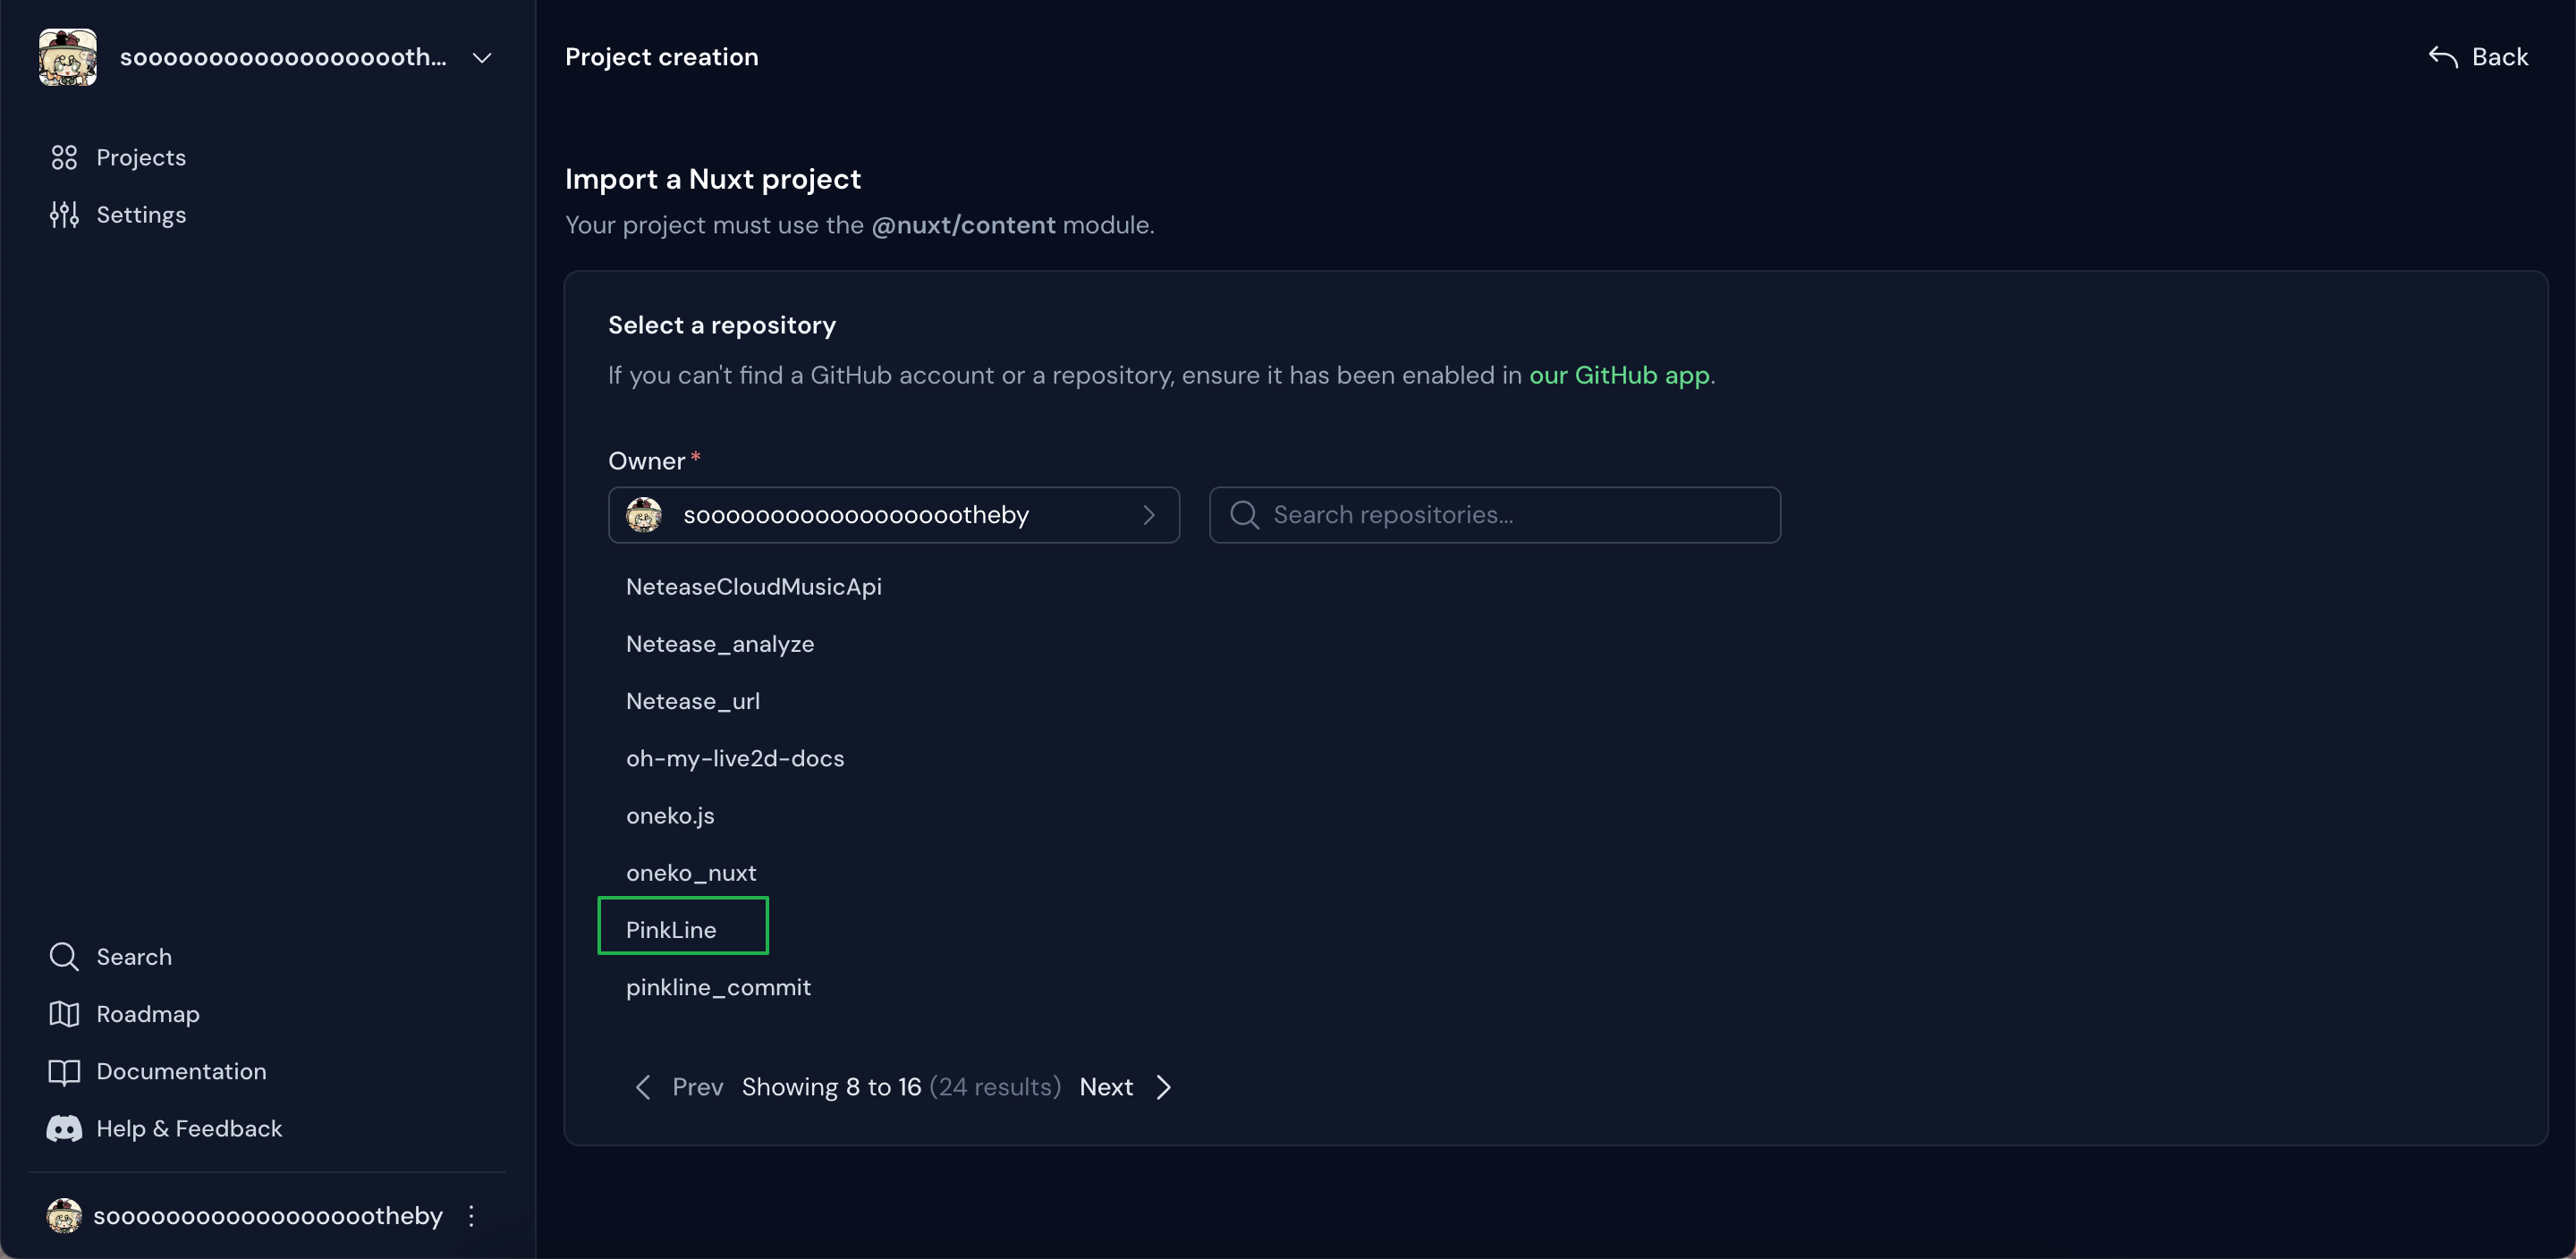 soooooooooooooooooooth...
Projects
Settings
Search
Roadmap
Documentation
Help & Feedback
sooooooooooooooooootheby
Project creation
Back
Import a Nuxt project
Your project must use the @nuxt/content module.
Select a repository
If you can't find a GitHub account or a repository, ensure it has been enabled in our GitHub app.
Owner *
sooooooooooooooooootheby
Search repositories...
NeteaseCloudMusicApi
Netease_analyze
Netease_url
oh-my-live2d-docs
oneko.js
oneko_nuxt
PinkLine
pinkline_commit
Prev Showing 8 to 16 (24 results) Next